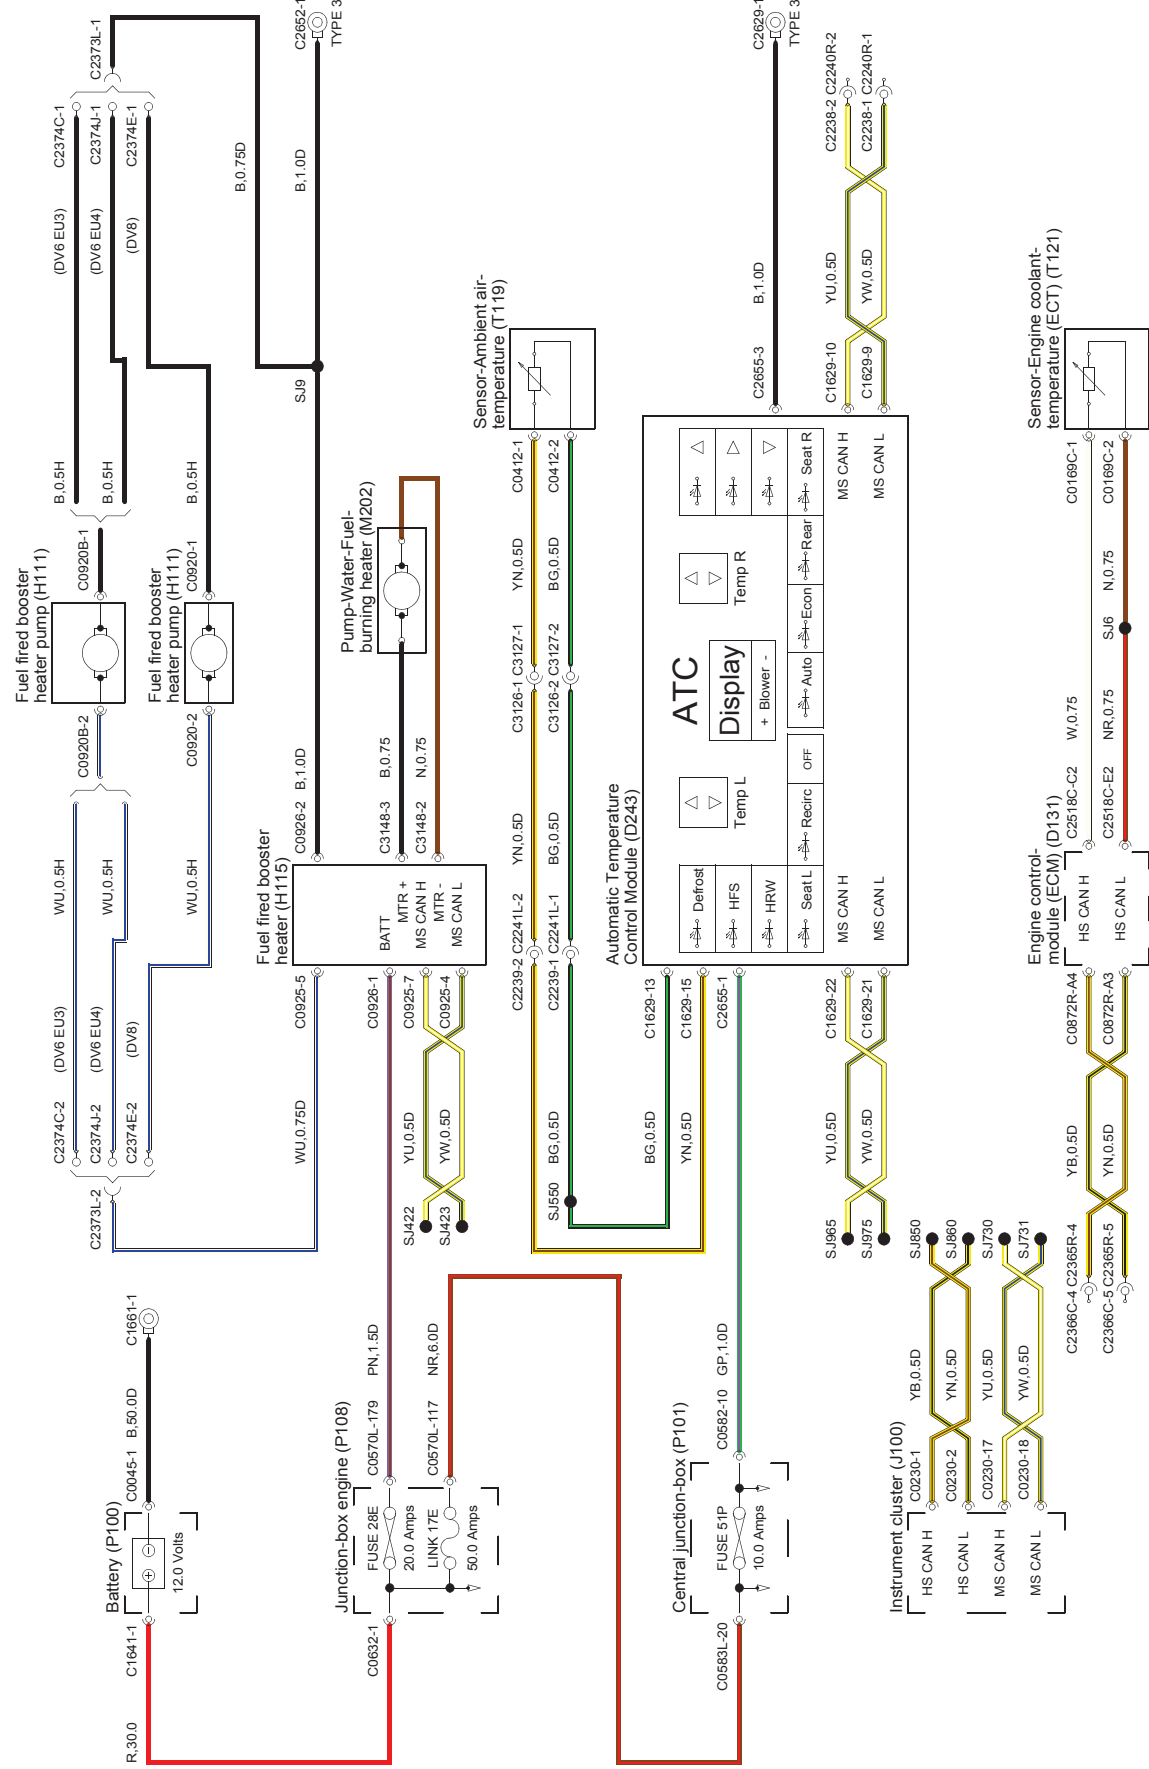 Battery (P100)
12.0 Volts
C1641-1
R,30.0
C0045-1
B,50.0D
C1661-1
Junction-box engine (P108)
C0632-1
FUSE 28E
20.0 Amps
LINK 17E
50.0 Amps
C0570L-179
PN,1.5D
C0570L-117
NR,6.0D
Central junction-box (P101)
C0583L-20
FUSE 51P
10.0 Amps
C0582-10
GP,1.0D
Instrument cluster (J100)
HS CAN H
HS CAN L
MS CAN H
MS CAN L
C0230-1
C0230-2
C0230-17
C0230-18
YB,0.5D
YN,0.5D
YU,0.5D
YW,0.5D
SJ850
SJ860
SJ730
SJ731
C2373L-2
C2374C-2
C2374J-2
C2374E-2
(DV6 EU3)
(DV6 EU4)
(DV8)
WU,0.5H
WU,0.5H
WU,0.5H
C0920B-2
C0920-2
Fuel fired booster
heater pump (H111)
Fuel fired booster
heater pump (H111)
C0920B-1
C0920-1
B,0.5H
B,0.5H
B,0.5H
(DV6 EU3)
(DV6 EU4)
(DV8)
C2374C-1
C2374J-1
C2374E-1
C2373L-1
B,0.75D
WU,0.75D
C0925-5
C0926-1
C0925-7
C0925-4
YU,0.5D
YW,0.5D
SJ422
SJ423
Fuel fired booster
heater (H115)
BATT
MTR +
MS CAN H
MTR -
MS CAN L
C0926-2
B,1.0D
SJ9
B,1.0D
C2652-1
TYPE 3
C3148-3
B,0.75
C3148-2
N,0.75
Pump-Water-Fuel-
burning heater (M202)
Sensor-Ambient air-
temperature (T119)
C0412-1
C0412-2
YN,0.5D
BG,0.5D
C3126-1
C3127-1
C3126-2
C3127-2
YN,0.5D
BG,0.5D
C2239-2
C2241L-2
C2239-1
C2241L-1
BG,0.5D
SJ550
BG,0.5D
YN,0.5D
C1629-13
C1629-15
C2655-1
C1629-22
C1629-21
YU,0.5D
YW,0.5D
SJ965
SJ975
Automatic Temperature
Control Module (D243)
ATC
Display
+ Blower -
Temp L
Temp R
Defrost
HFS
HRW
Seat L
Recirc
OFF
Auto
Econ
Rear
Seat R
MS CAN H
MS CAN L
MS CAN H
MS CAN L
C2655-3
B,1.0D
C2629-1
TYPE 3
C1629-10
C1629-9
YU,0.5D
YW,0.5D
C2238-2
C2240R-2
C2238-1
C2240R-1
Engine control-
module (ECM) (D131)
HS CAN H
HS CAN L
C0872R-A4
C0872R-A3
YB,0.5D
YN,0.5D
C2366C-4
C2365R-4
C2366C-5
C2365R-5
C2518C-C2
C2518C-E2
W,0.75
NR,0.75
SJ6
N,0.75
C0169C-1
C0169C-2
Sensor-Engine coolant-
temperature (ECT) (T121)